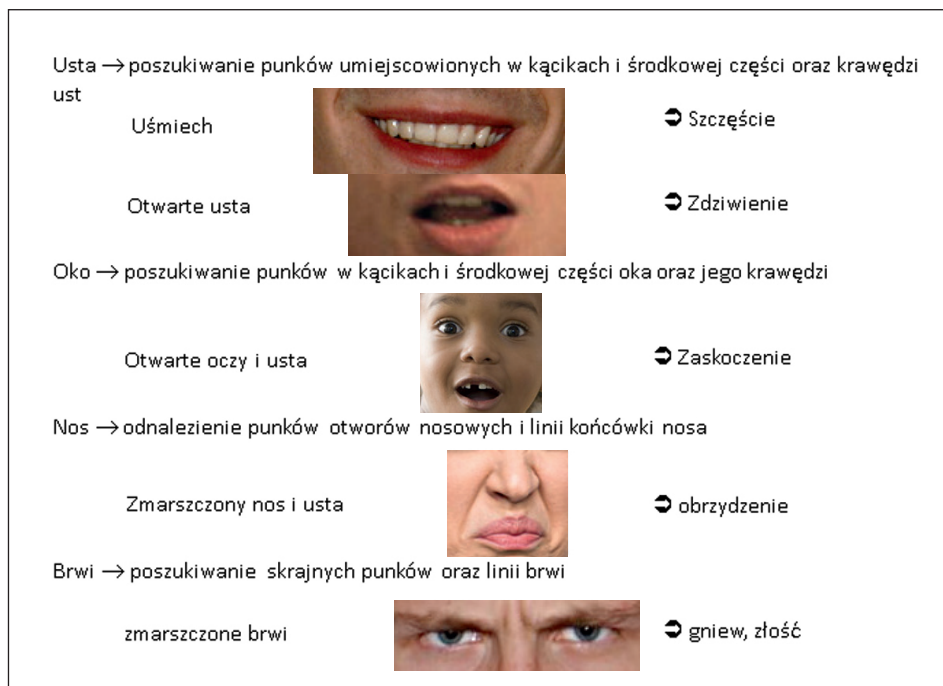 Usta → poszukiwanie punków umiejscowionych w kącikach i środkowej części oraz krawędzi
ust
Uśmiech ➲ Szczęście
Otwarte usta ➲ Zdziwienie
Oko → poszukiwanie punków w kącikach i środkowej części oka oraz jego krawędzi
Otwarte oczy i usta ➲ Zaskoczenie
Nos → odnalezienie punków otworów nosowych i linii końcówki nosa
Zmarszczony nos i usta ➲ obrzydzenie
Brwi → poszukiwanie skrajnych punków oraz linii brwi
zmarszczone brwi ➲ gniew, złość